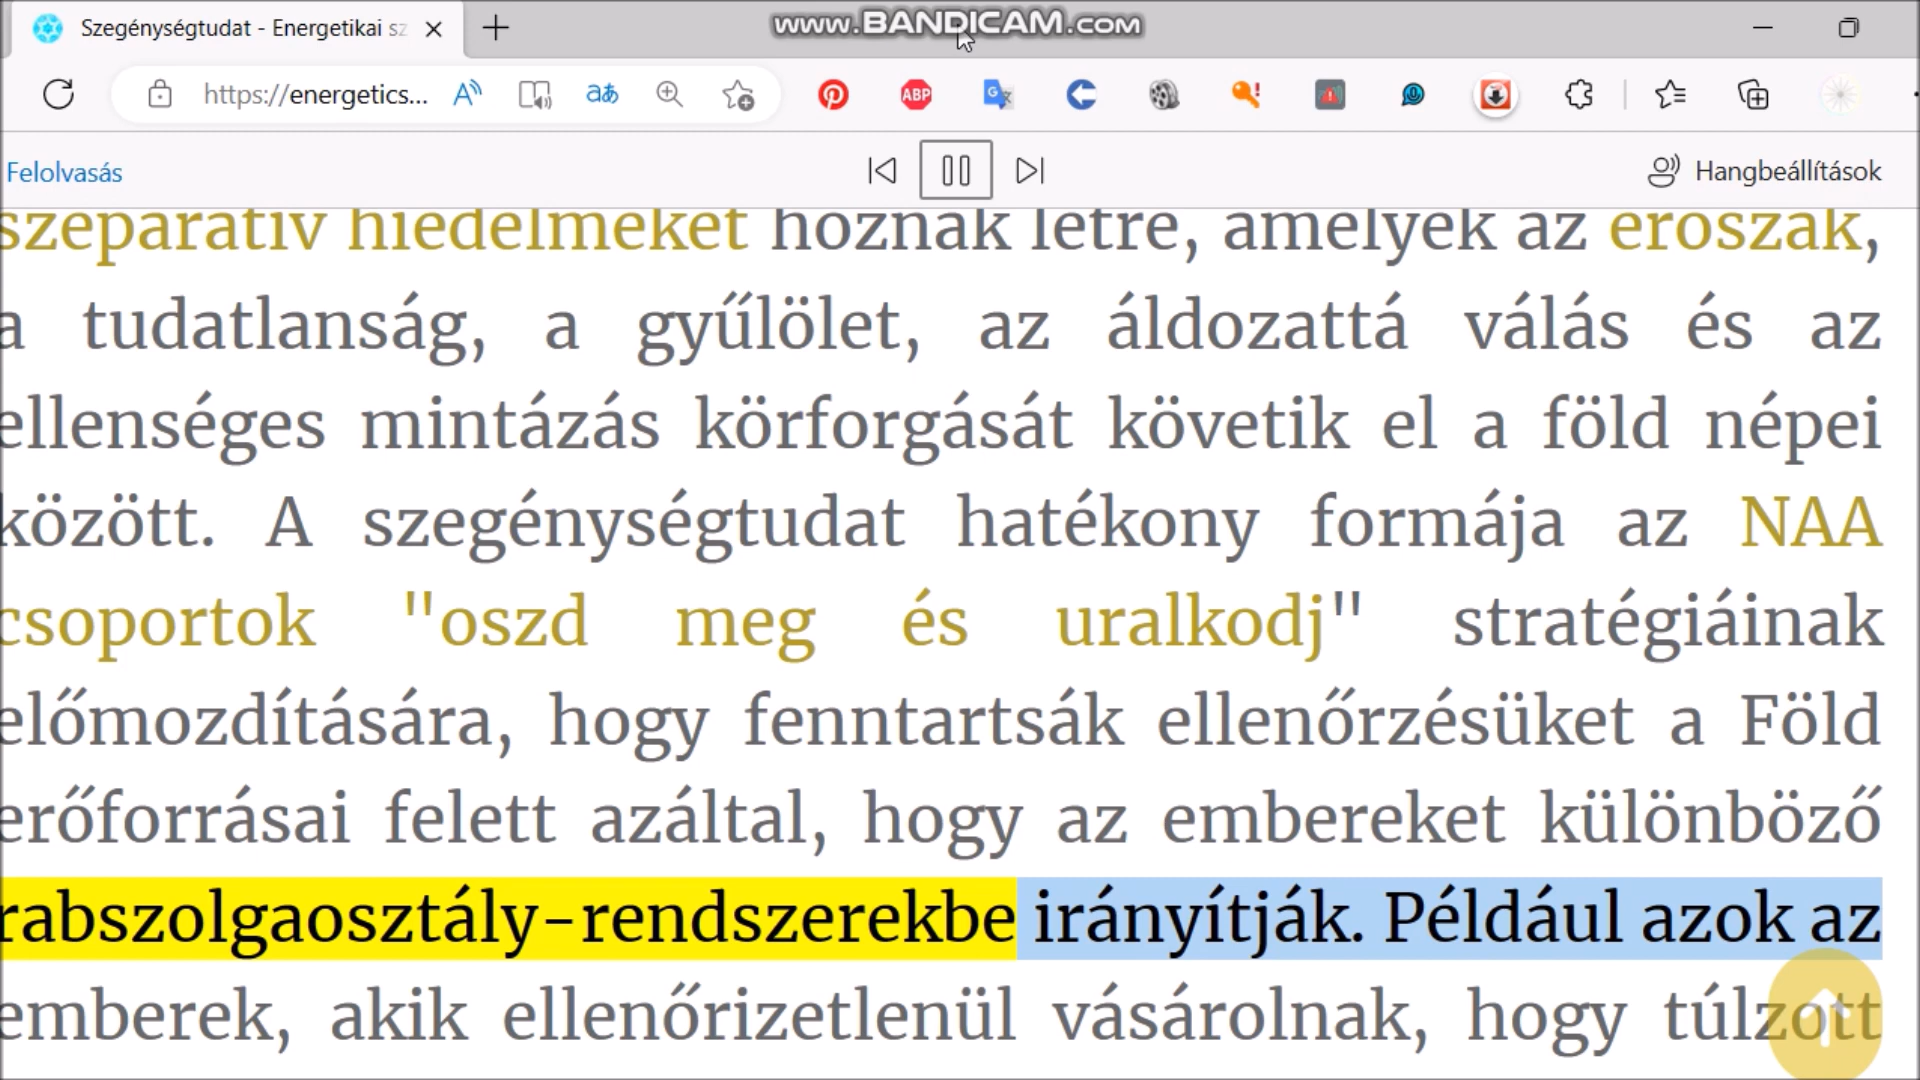 Szegénységtudat - Energetikai sz
www.BANDICAM.com
https://energetics...
Felolvasás
Hangbeállítások
szeparatív hiedelmeket hoznak létre, amelyek az erőszak,
a tudatlanság, a gyűlölet, az áldozattá válás és az
ellenséges mintázás körforgását követik el a föld népei
között. A szegénységtudat hatékony formája az NAA
csoportok "oszd meg és uralkodj" stratégiáinak
előmozdítására, hogy fenntartsák ellenőrzésüket a Föld
erőforrásai felett azáltal, hogy az embereket különböző
rabszolgaosztály-rendszerekbe irányítják. Például azok az
emberek, akik ellenőrizetlenül vásárolnak, hogy túlzott